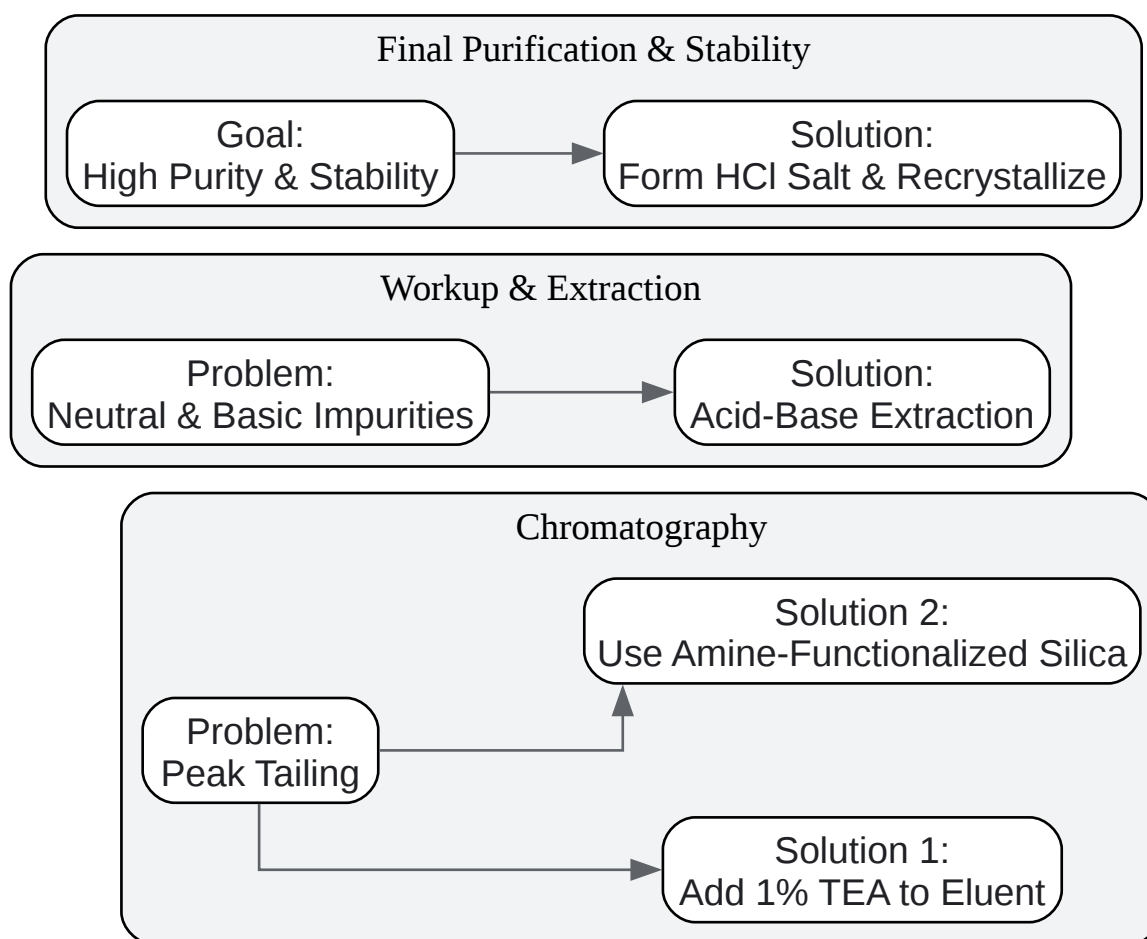 Final Purification & Stability
Goal:
High Purity & Stability
Solution:
Form HCl Salt & Recrystallize
Workup & Extraction
Problem:
Neutral & Basic Impurities
Solution:
Acid-Base Extraction
Chromatography
Solution 2:
Use Amine-Functionalized Silica
Problem:
Peak Tailing
Solution 1:
Add 1% TEA to Eluent